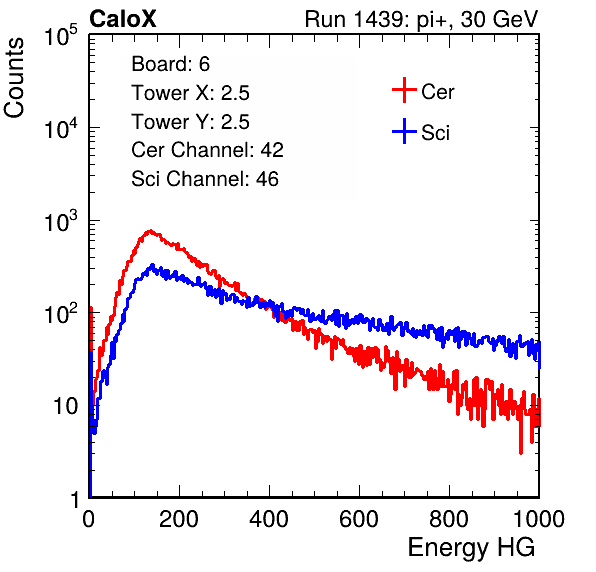 CaloX Run 1439: pi+, 30 GeV
Counts
Board: 6
Tower X: 2.5
Tower Y: 2.5
Cer Channel: 42
Sci Channel: 46
Cer
Sci
10^5
10^4
10^3
10^2
10
1
0 200 400 600 800 1000
Energy HG